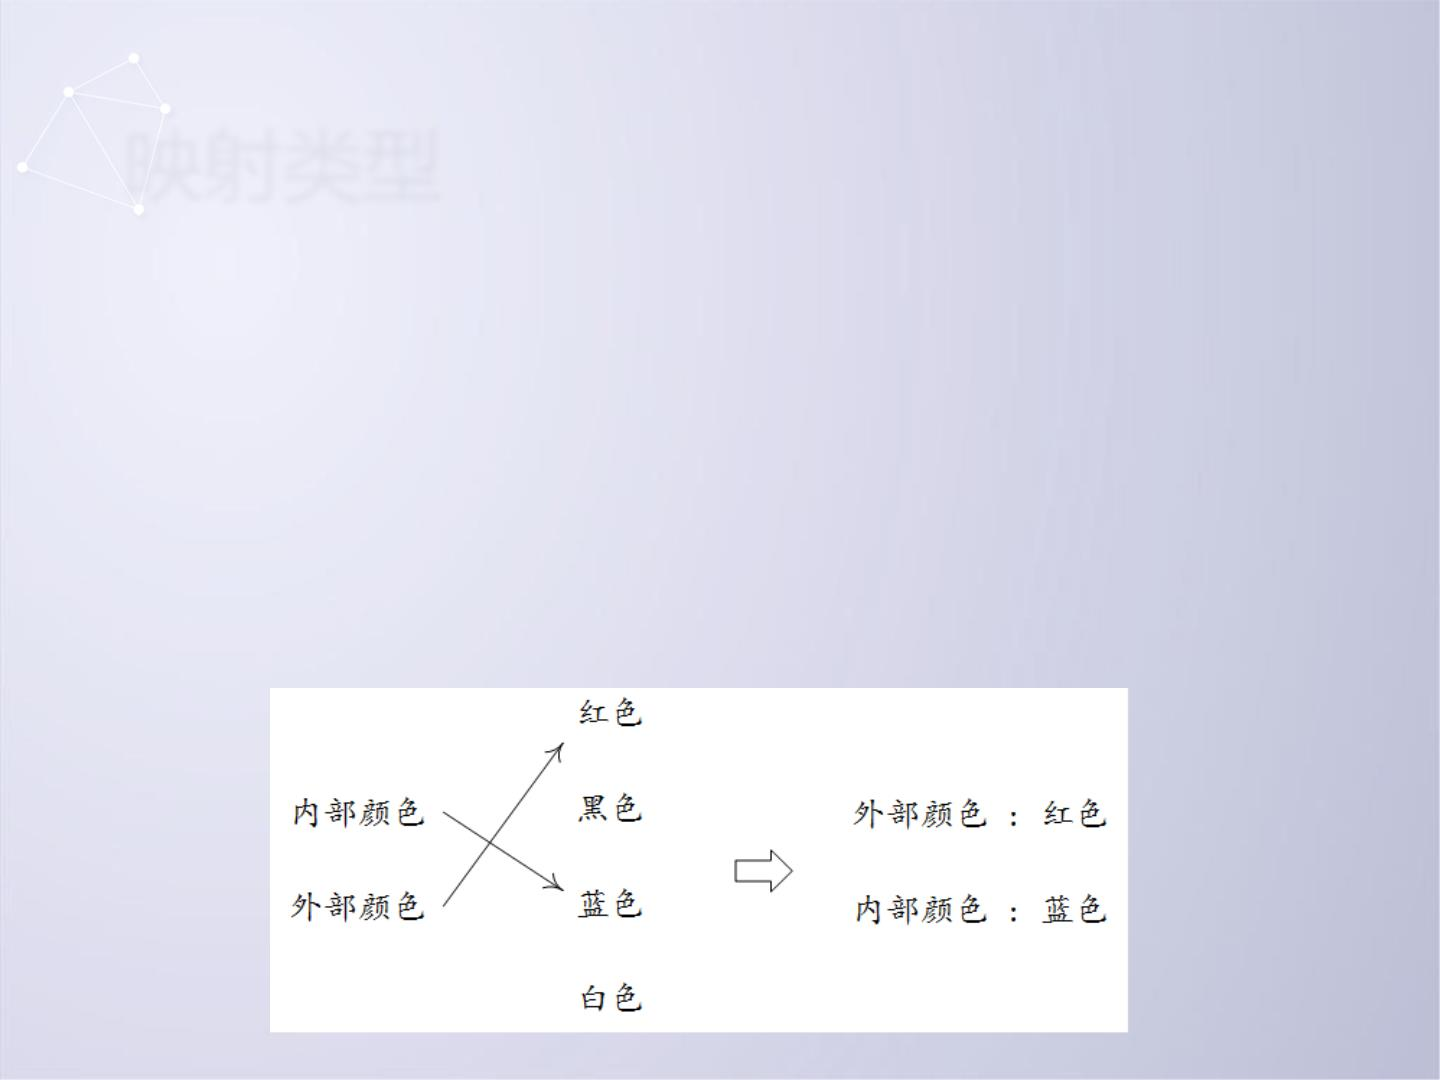 映射类型
红色
内部颜色
黑色
外部颜色
蓝色
白色
外部颜色 ： 红色
内部颜色 ： 蓝色